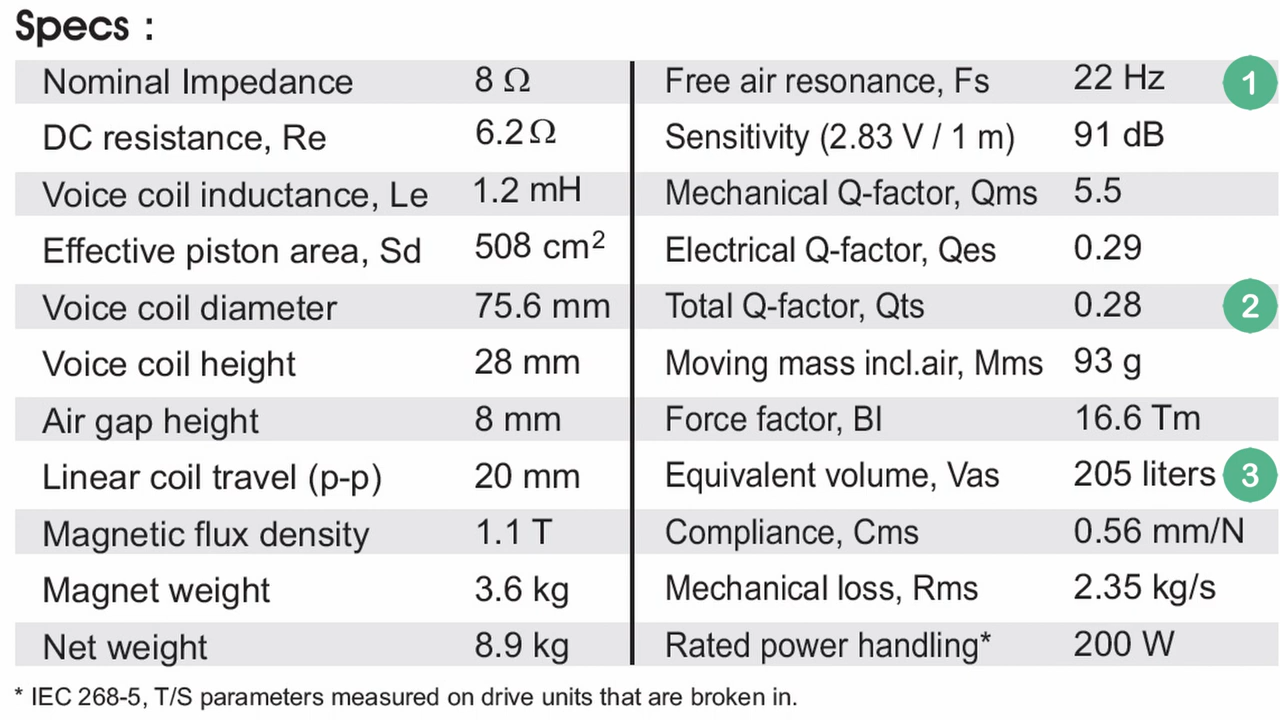 Specs :
Nominal Impedance 8 Ω Free air resonance, Fs 22 Hz 1
DC resistance, Re 6.2 Ω Sensitivity (2.83 V / 1 m) 91 dB
Voice coil inductance, Le 1.2 mH Mechanical Q-factor, Qms 5.5
Effective piston area, Sd 508 cm² Electrical Q-factor, Qes 0.29
Voice coil diameter 75.6 mm Total Q-factor, Qts 0.28 2
Voice coil height 28 mm Moving mass incl.air, Mms 93 g
Air gap height 8 mm Force factor, Bl 16.6 Tm
Linear coil travel (p-p) 20 mm Equivalent volume, Vas 205 liters 3
Magnetic flux density 1.1 T Compliance, Cms 0.56 mm/N
Magnet weight 3.6 kg Mechanical loss, Rms 2.35 kg/s
Net weight 8.9 kg Rated power handling* 200 W
* IEC 268-5, T/S parameters measured on drive units that are broken in.